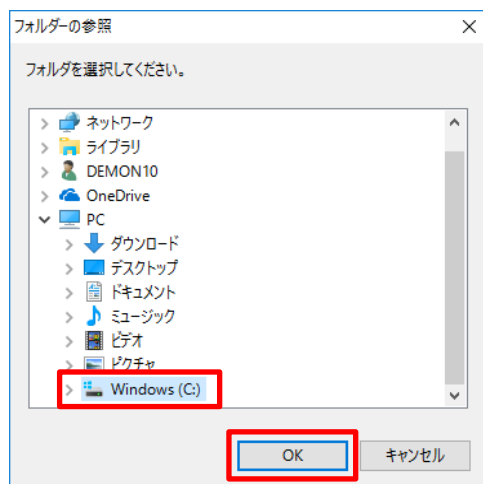 フォルダーの参照
フォルダを選択してください。
ネットワーク
ライブラリ
DEMON10
OneDrive
PC
ダウンロード
デスクトップ
ドキュメント
ミュージック
ビデオ
ピクチャ
Windows (C:)
OK
キャンセル